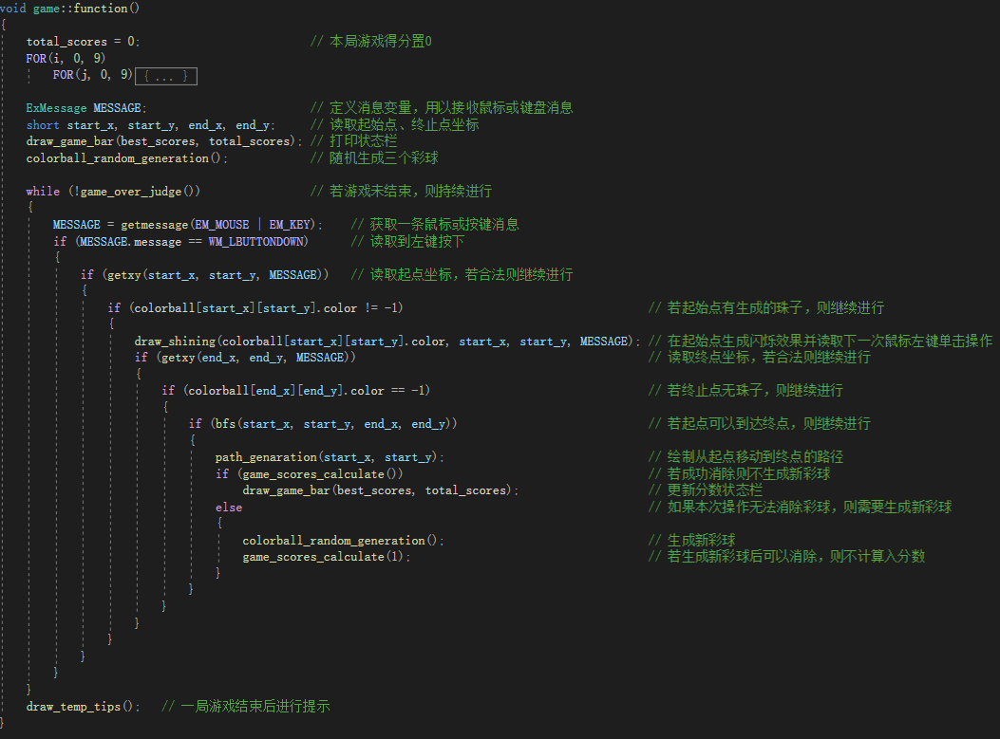 void game::function()
{
total_scores = 0; // 本局游戏得分置0
FOR(i, 0, 9)
FOR(j, 0, 9){ ... }
ExMessage MESSAGE; // 定义消息变量，用以接收鼠标或键盘消息
short start_x, start_y, end_x, end_y; // 读取起始点、终止点坐标
draw_game_bar(best_scores, total_scores); // 打印状态栏
colorball_random_generation(); // 随机生成三个彩球
while (!game_over_judge()) // 若游戏未结束，则持续进行
{
MESSAGE = getmessage(EM_MOUSE | EM_KEY); // 获取一条鼠标或按键消息
if (MESSAGE.message == WM_LBUTTONDOWN) // 读取到左键按下
{
if (getxy(start_x, start_y, MESSAGE)) // 读取起点坐标，若合法则继续进行
{
if (colorball[start_x][start_y].color != -1) // 若起始点有生成的珠子，则继续进行
{
draw_shining(colorball[start_x][start_y].color, start_x, start_y, MESSAGE); // 在起始点生成闪烁效果并读取下一次鼠标左键单击操作
if (getxy(end_x, end_y, MESSAGE)) // 读取终点坐标，若合法则继续进行
{
if (colorball[end_x][end_y].color == -1) // 若终止点无珠子，则继续进行
{
if (bfs(start_x, start_y, end_x, end_y)) // 若起点可以到达终点，则继续进行
{
path_genaration(start_x, start_y); // 绘制从起点移动到终点的路径
if (game_scores_calculate()) // 若成功消除则不生成新彩球
draw_game_bar(best_scores, total_scores); // 更新分数状态栏
else // 如果本次操作无法消除彩球，则需要生成新彩球
{
colorball_random_generation(); // 生成新彩球
game_scores_calculate(1); // 若生成新彩球后可以消除，则不计算入分数
}
}
}
}
}
}
}
}
draw_temp_tips(); // 一局游戏结束后进行提示
}